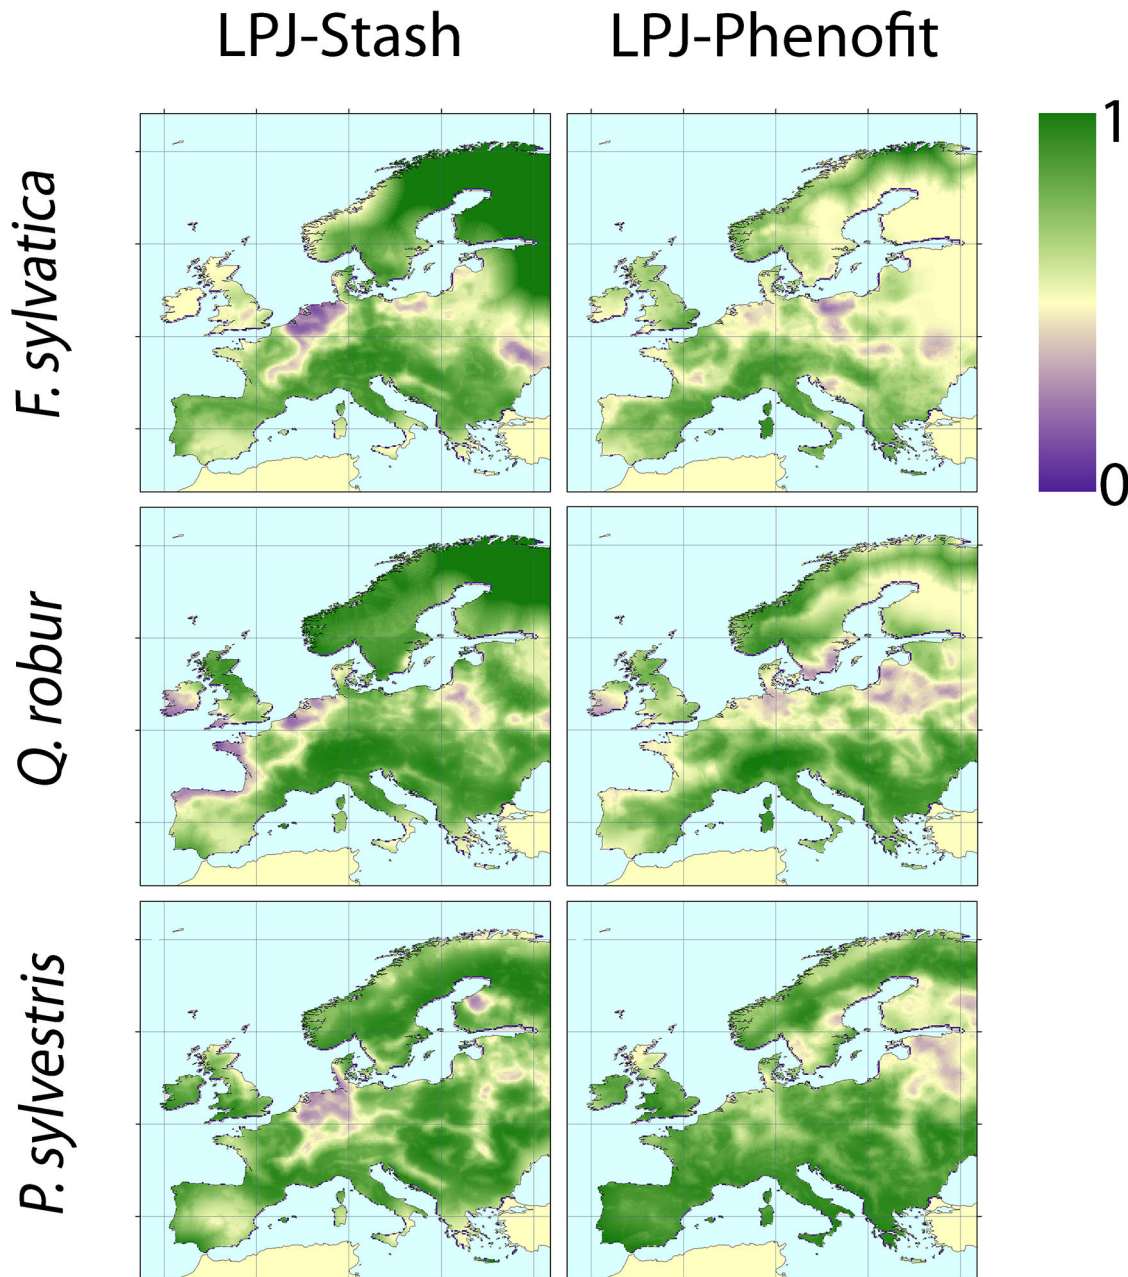 LPJ-Stash LPJ-Phenofit
1
0
F. sylvatica
Q. robur
P. sylvestris